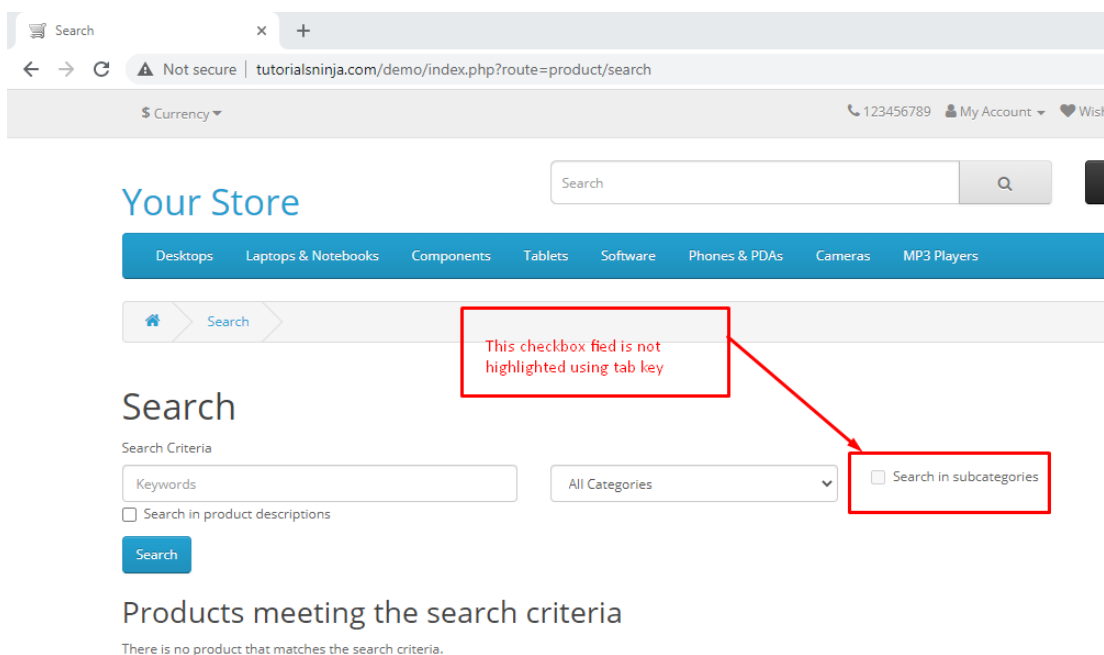 Search
Not secure tutorialsninja.com/demo/index.php?route=product/search
$ Currency 123456789 My Account Wish
Search
Your Store
Desktops Laptops & Notebooks Components Tablets Software Phones & PDAs Cameras MP3 Players
Search
This checkbox fied is not
highlighted using tab key
Search
Search Criteria
Keywords All Categories Search in subcategories
Search in product descriptions
Search
Products meeting the search criteria
There is no product that matches the search criteria.